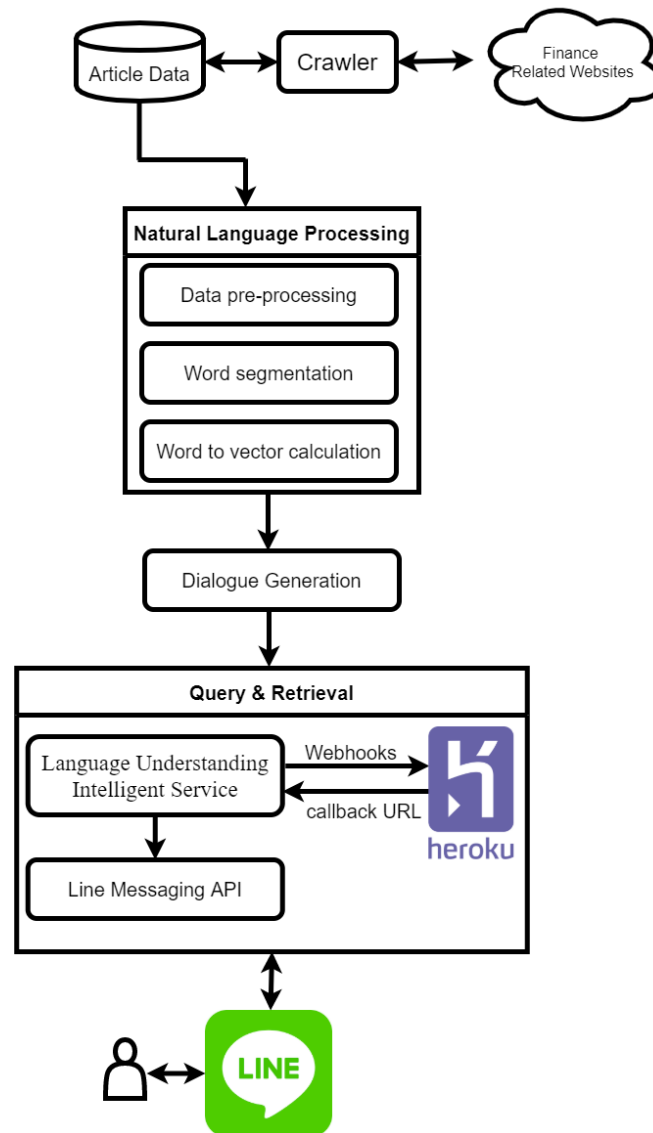 Article Data
Crawler
Finance
Related Websites
Natural Language Processing
Data pre-processing
Word segmentation
Word to vector calculation
Dialogue Generation
Query & Retrieval
Language Understanding
Intelligent Service
Webhooks
callback URL
heroku
Line Messaging API
LINE